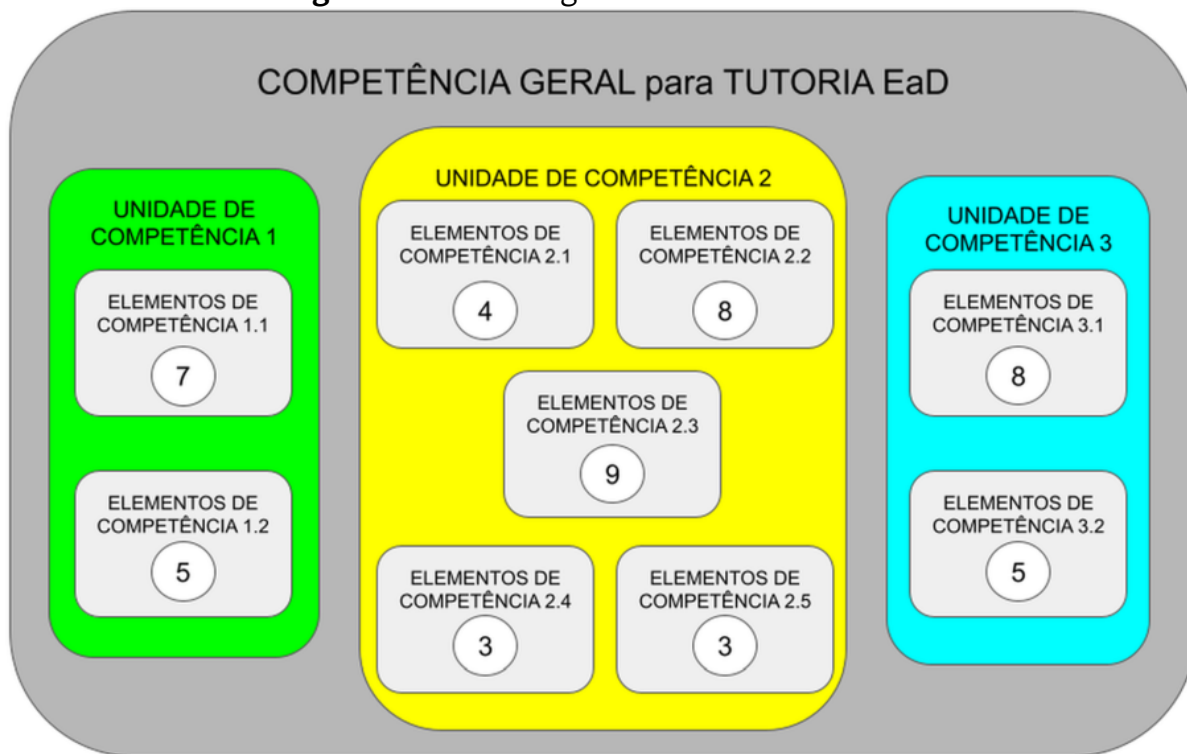 COMPETÊNCIA GERAL para TUTORIA EaD
UNIDADE DE
COMPETÊNCIA 1
ELEMENTOS DE
COMPETÊNCIA 1.1
7
ELEMENTOS DE
COMPETÊNCIA 1.2
5
UNIDADE DE COMPETÊNCIA 2
ELEMENTOS DE
COMPETÊNCIA 2.1
4
ELEMENTOS DE
COMPETÊNCIA 2.2
8
ELEMENTOS DE
COMPETÊNCIA 2.3
9
ELEMENTOS DE
COMPETÊNCIA 2.4
3
ELEMENTOS DE
COMPETÊNCIA 2.5
3
UNIDADE DE
COMPETÊNCIA 3
ELEMENTOS DE
COMPETÊNCIA 3.1
8
ELEMENTOS DE
COMPETÊNCIA 3.2
5